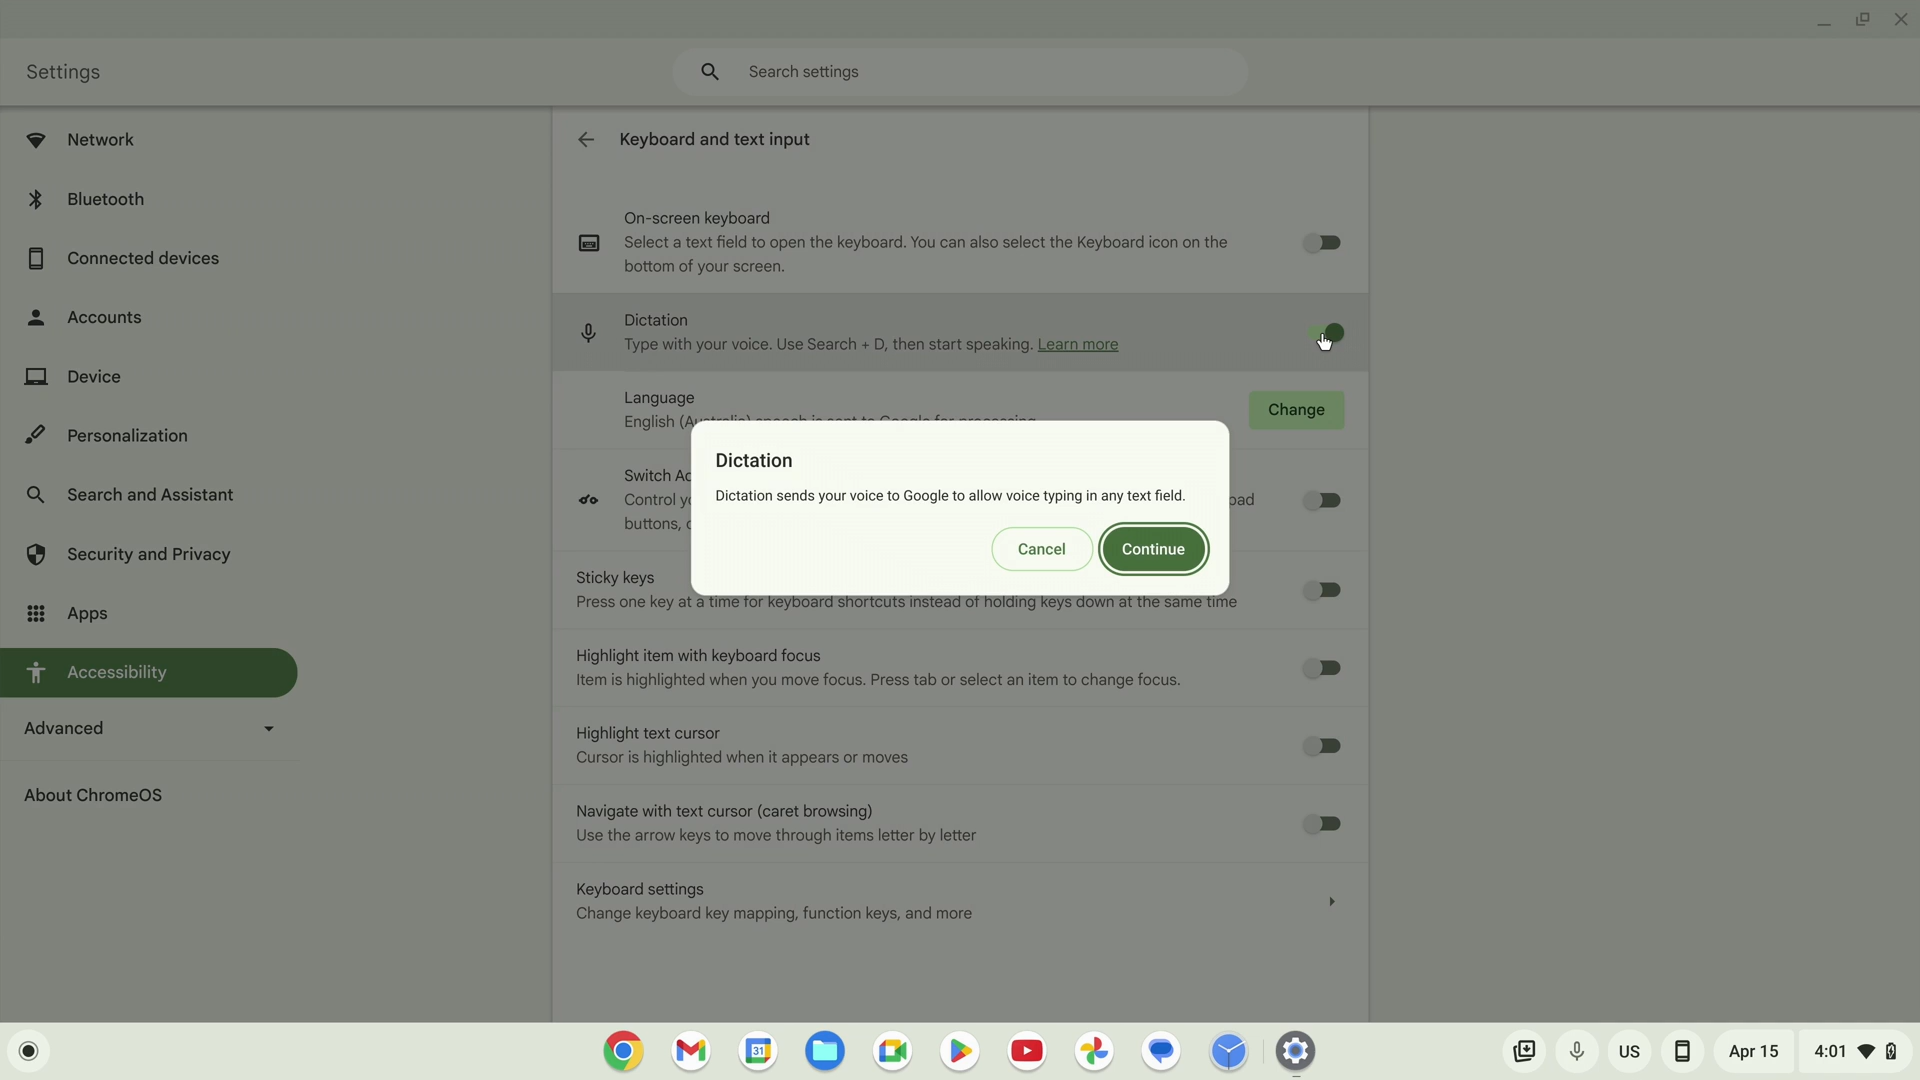 Settings
Search settings
Network
Bluetooth
Connected devices
Accounts
Device
Personalization
Search and Assistant
Security and Privacy
Apps
Accessibility
Advanced
About ChromeOS
Keyboard and text input
On-screen keyboard
Select a text field to open the keyboard. You can also select the Keyboard icon on the
bottom of your screen.
Dictation
Type with your voice. Use Search + D, then start speaking. Learn more
Language
English (Australia) speech is sent to Google for processing
Change
Switch Ac
Control yo
oad
buttons,
Dictation
Dictation sends your voice to Google to allow voice typing in any text field.
Cancel
Continue
Sticky keys
Press one key at a time for keyboard shortcuts instead of holding keys down at the same time
Highlight item with keyboard focus
Item is highlighted when you move focus. Press tab or select an item to change focus.
Highlight text cursor
Cursor is highlighted when it appears or moves
Navigate with text cursor (caret browsing)
Use the arrow keys to move through items letter by letter
Keyboard settings
Change keyboard key mapping, function keys, and more
31
US
Apr 15
4:01